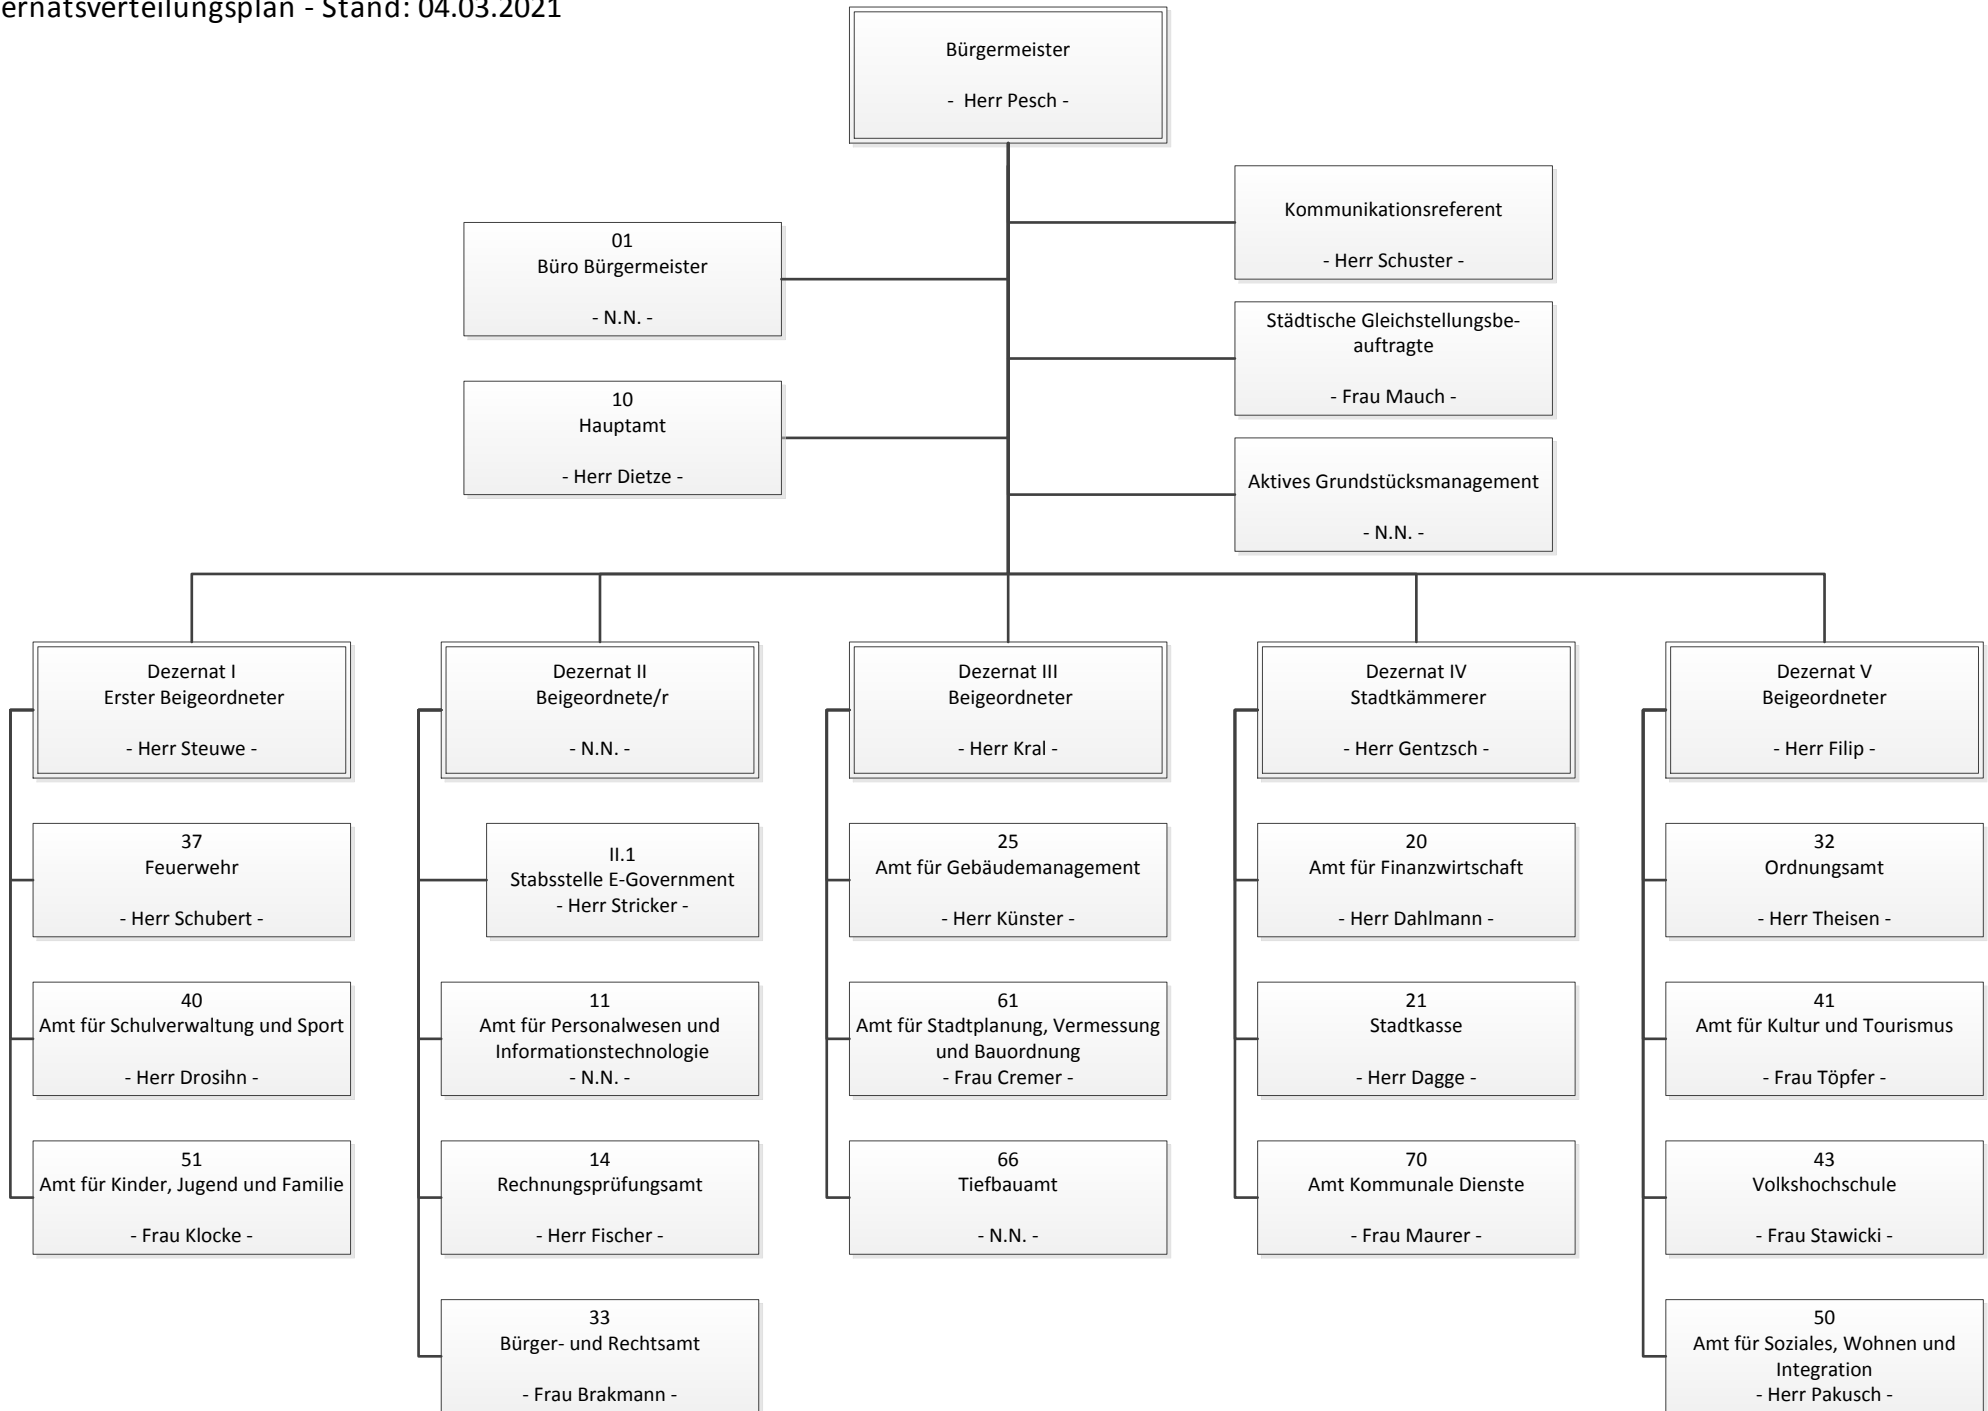 ernatsverteilungsplan - Stand: 04.03.2021
Bürgermeister
- Herr Pesch -
Kommunikationsreferent
- Herr Schuster -
01
Büro Bürgermeister
- N.N. -
Städtische Gleichstellungsbe-
auftragte
- Frau Mauch -
10
Hauptamt
- Herr Dietze -
Aktives Grundstücksmanagement
- N.N. -
Dezernat I
Erster Beigeordneter
- Herr Steuwe -
37
Feuerwehr
- Herr Schubert -
40
Amt für Schulverwaltung und Sport
- Herr Drosihn -
51
Amt für Kinder, Jugend und Familie
- Frau Klocke -
Dezernat II
Beigeordnete/r
- N.N. -
II.1
Stabsstelle E-Government
- Herr Stricker -
11
Amt für Personalwesen und
Informationstechnologie
- N.N. -
14
Rechnungsprüfungsamt
- Herr Fischer -
33
Bürger- und Rechtsamt
- Frau Brakmann -
Dezernat III
Beigeordneter
- Herr Kral -
25
Amt für Gebäudemanagement
- Herr Künster -
61
Amt für Stadtplanung, Vermessung
und Bauordnung
- Frau Cremer -
66
Tiefbauamt
- N.N. -
Dezernat IV
Stadtkämmerer
- Herr Gentzsch -
20
Amt für Finanzwirtschaft
- Herr Dahlmann -
21
Stadtkasse
- Herr Dagge -
70
Amt Kommunale Dienste
- Frau Maurer -
Dezernat V
Beigeordneter
- Herr Filip -
32
Ordnungsamt
- Herr Theisen -
41
Amt für Kultur und Tourismus
- Frau Töpfer -
43
Volkshochschule
- Frau Stawicki -
50
Amt für Soziales, Wohnen und
Integration
- Herr Pakusch -